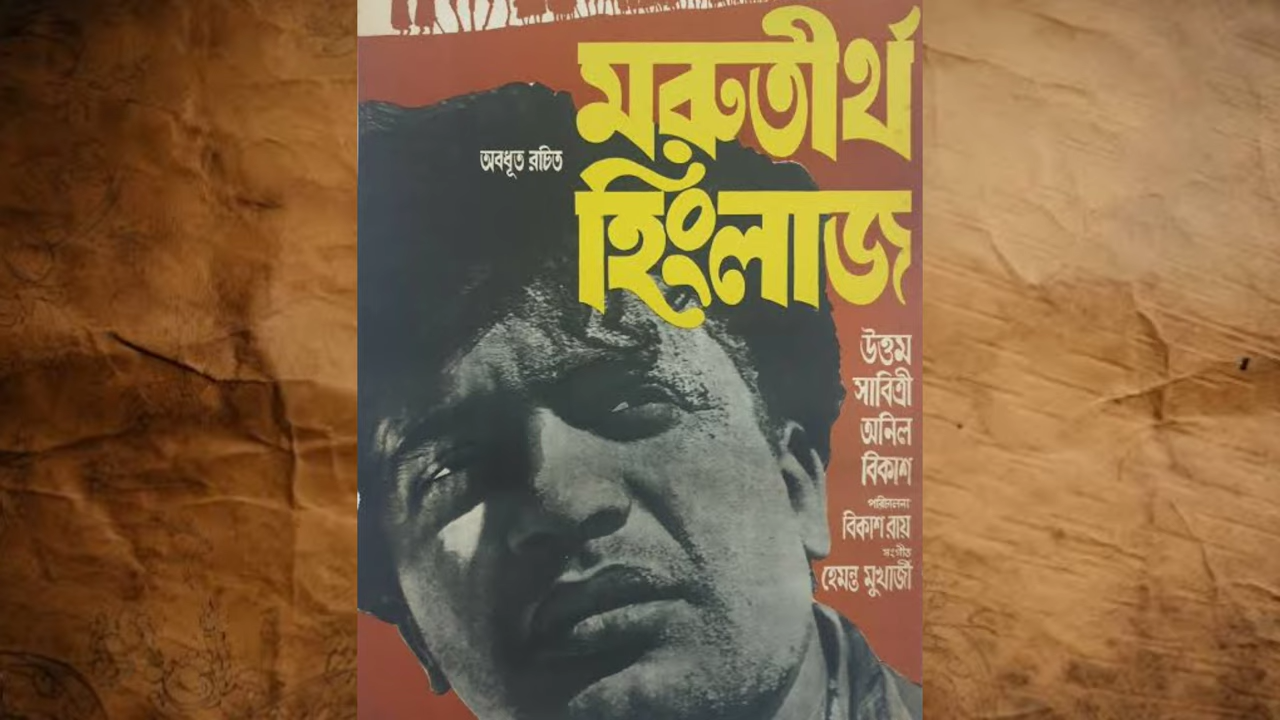 মরুতীর্থ
হিংলাজ
অবধূত রচিত
উত্তম
সাবিত্রী
অনিল
বিকাশ
পরিচালনা
বিকাশ রায়
সংগীত
হেমন্ত মুখার্জী